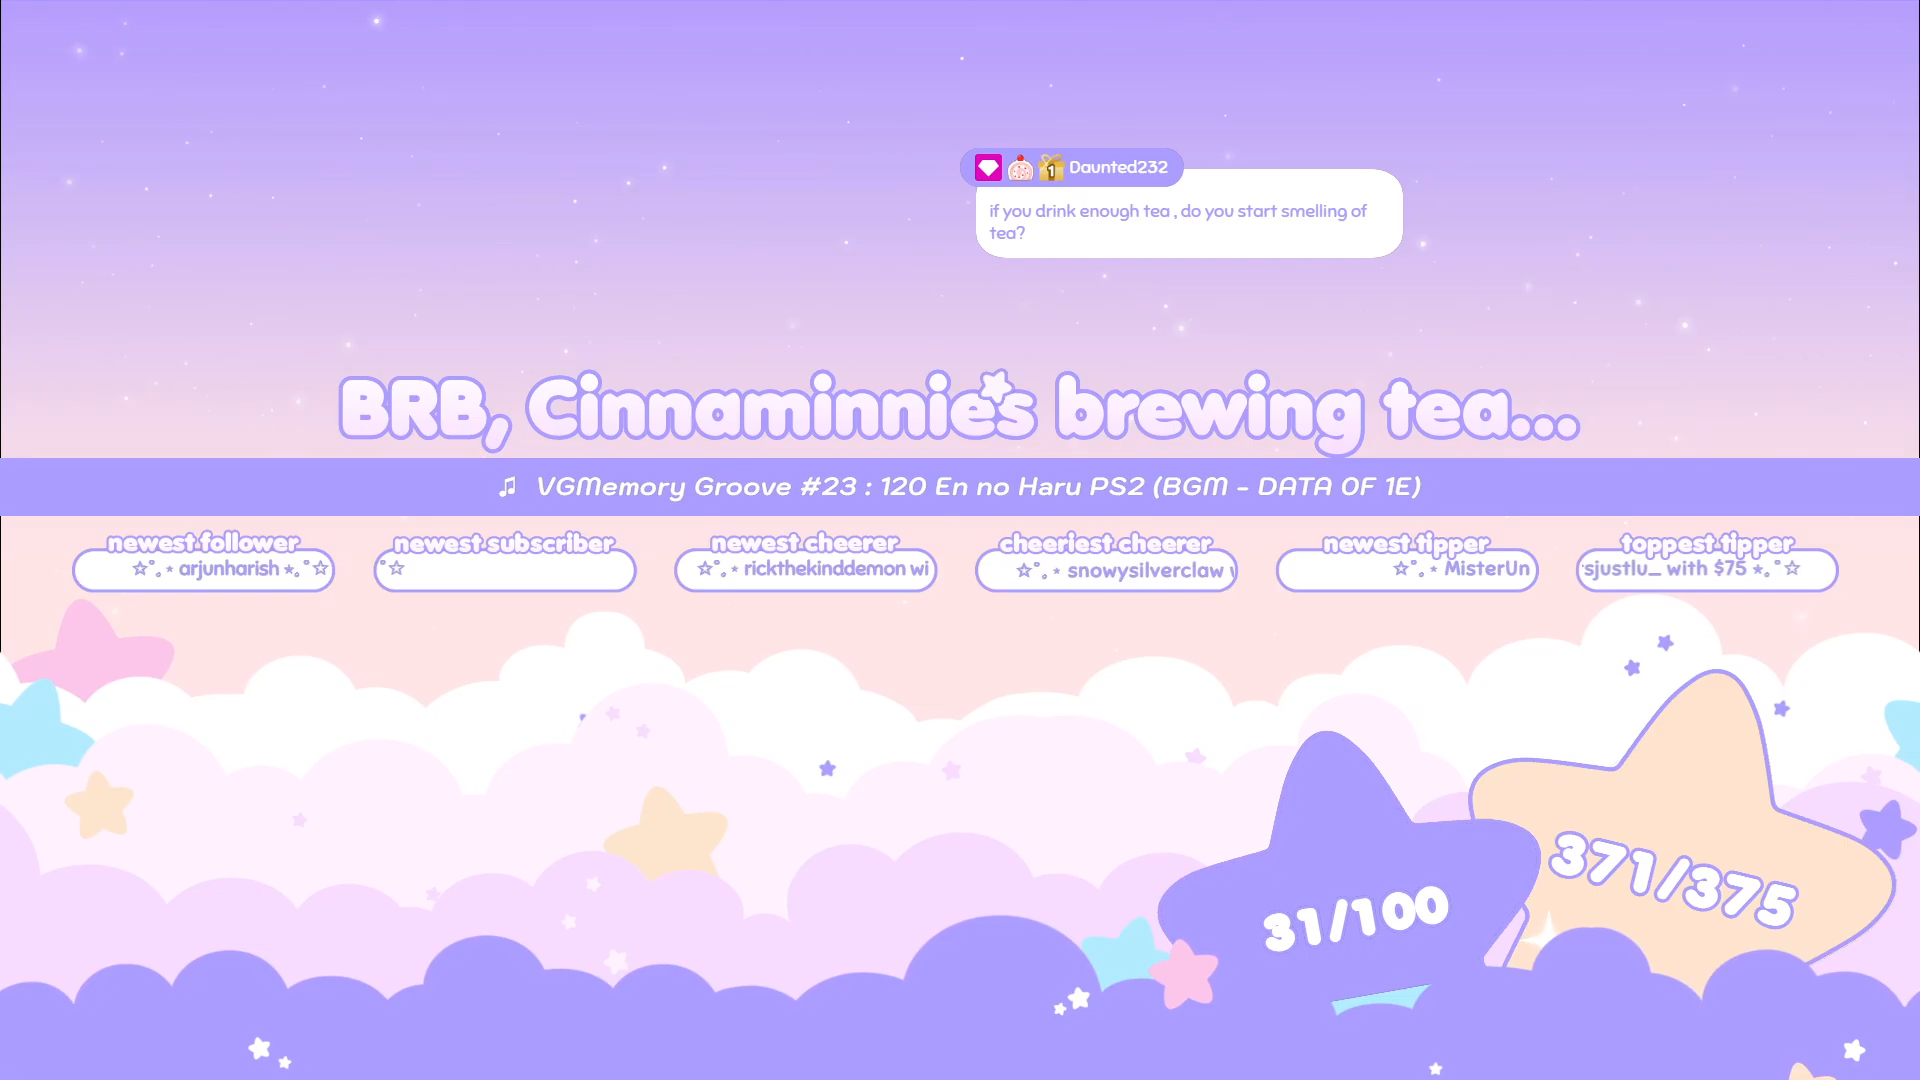 Daunted232
if you drink enough tea , do you start smelling of
tea?
BRB, Cinnaminnie's brewing tea...
♫ VGMemory Groove #23 : 120 En no Haru PS2 (BGM - DATA 0F 1E)
newest follower
☆˚｡⋆ arjunharish ⋆｡˚☆
newest subscriber
˚☆
newest cheerer
☆˚｡⋆ rickthekinddemon wi
cheeriest cheerer
☆˚｡⋆ snowysilverclaw
newest tipper
☆˚｡⋆ MisterUn
toppest tipper
sjustlu_ with $75 ⋆｡˚☆
371/375
31/100